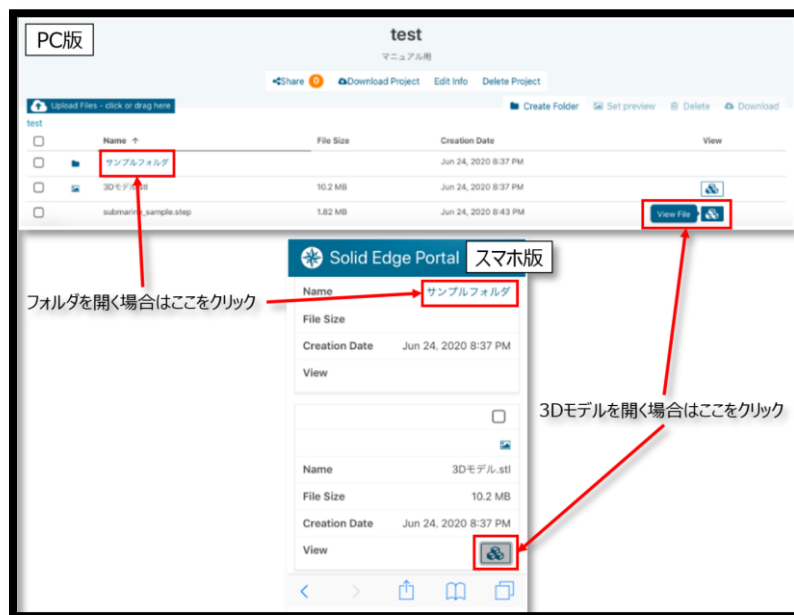 PC版
test
マニュアル用
Share 0 Download Project Edit Info Delete Project
Upload Files - click or drag here Create Folder Set preview Delete Download
test
Name ↑ File Size Creation Date View
サンプルフォルダ Jun 24, 2020 8:37 PM
3Dモデル.stl 10.2 MB Jun 24, 2020 8:37 PM
submarine_sample.step 1.82 MB Jun 24, 2020 8:43 PM View File
Solid Edge Portal スマホ版
フォルダを開く場合はここをクリック
Name サンプルフォルダ
File Size
Creation Date Jun 24, 2020 8:37 PM
View
3Dモデルを開く場合はここをクリック
Name 3Dモデル.stl
File Size 10.2 MB
Creation Date Jun 24, 2020 8:37 PM
View